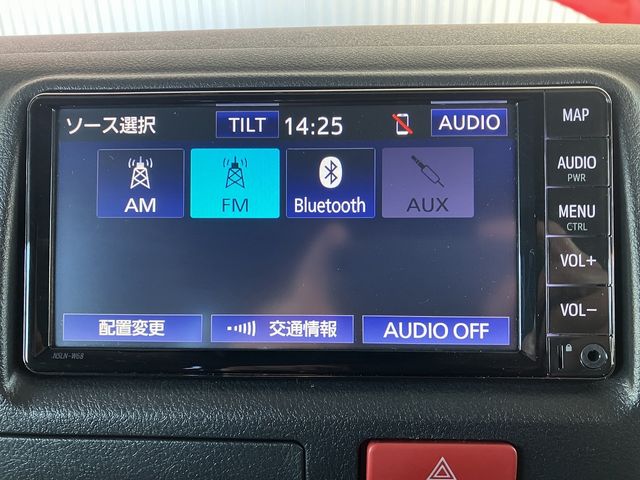 ソース選択 TILT 14:25 AUDIO
AM FM Bluetooth AUX
配置変更 交通情報 AUDIO OFF
NSLN-W68
MAP
AUDIO
PWR
MENU
CTRL
VOL+
VOL−